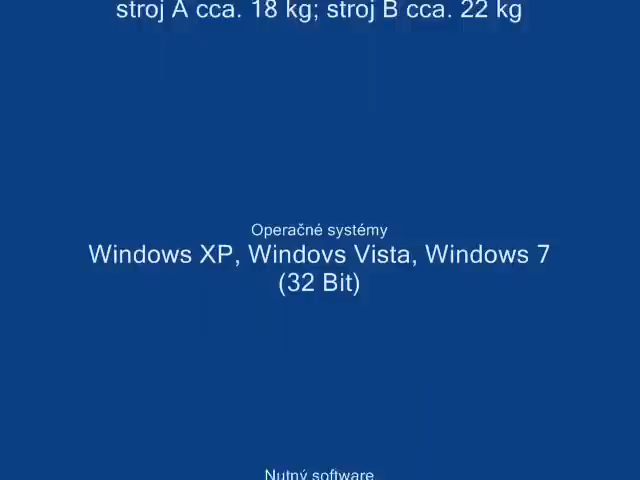 stroj A cca. 18 kg; stroj B cca. 22 kg
Operačné systémy
Windows XP, Windovs Vista, Windows 7
(32 Bit)
Nutný software